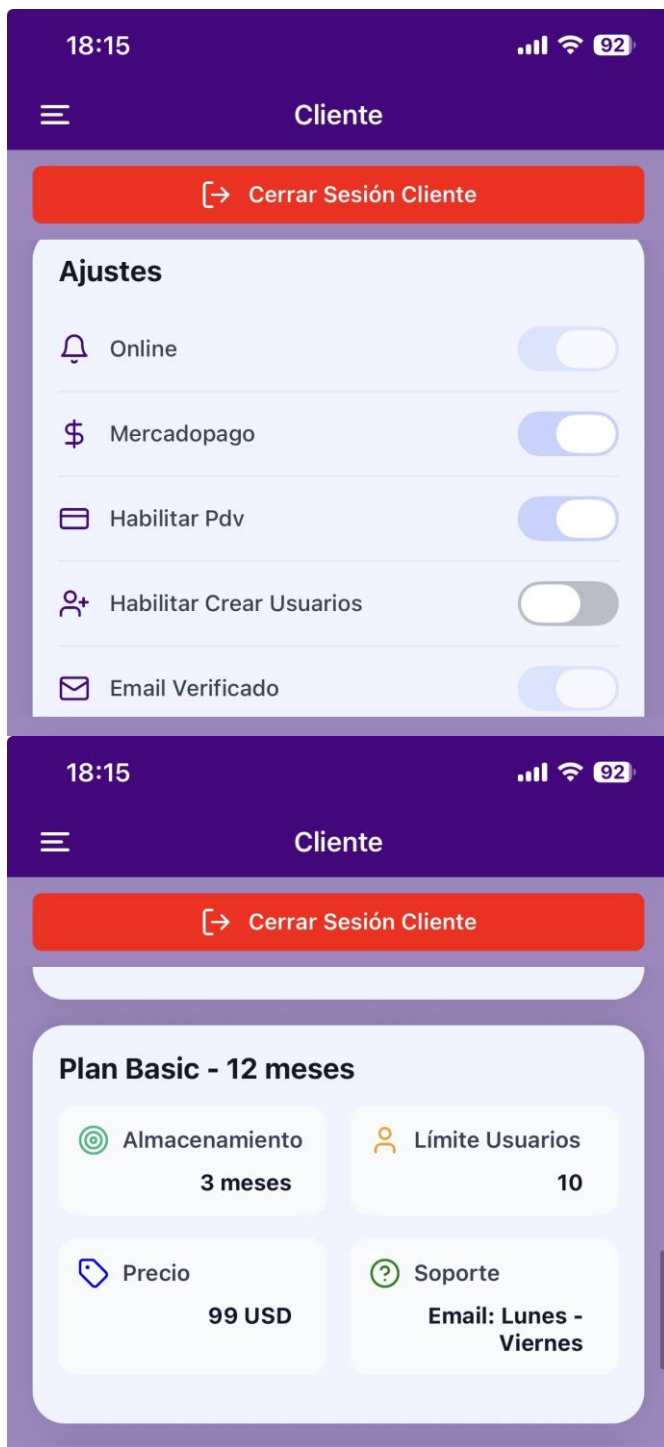 18:15
92
Cliente
Cerrar Sesión Cliente
Ajustes
Online
Mercadopago
Habilitar Pdv
Habilitar Crear Usuarios
Email Verificado
18:15
92
Cliente
Cerrar Sesión Cliente
Plan Basic - 12 meses
Almacenamiento
3 meses
Límite Usuarios
10
Precio
99 USD
Soporte
Email: Lunes -
Viernes